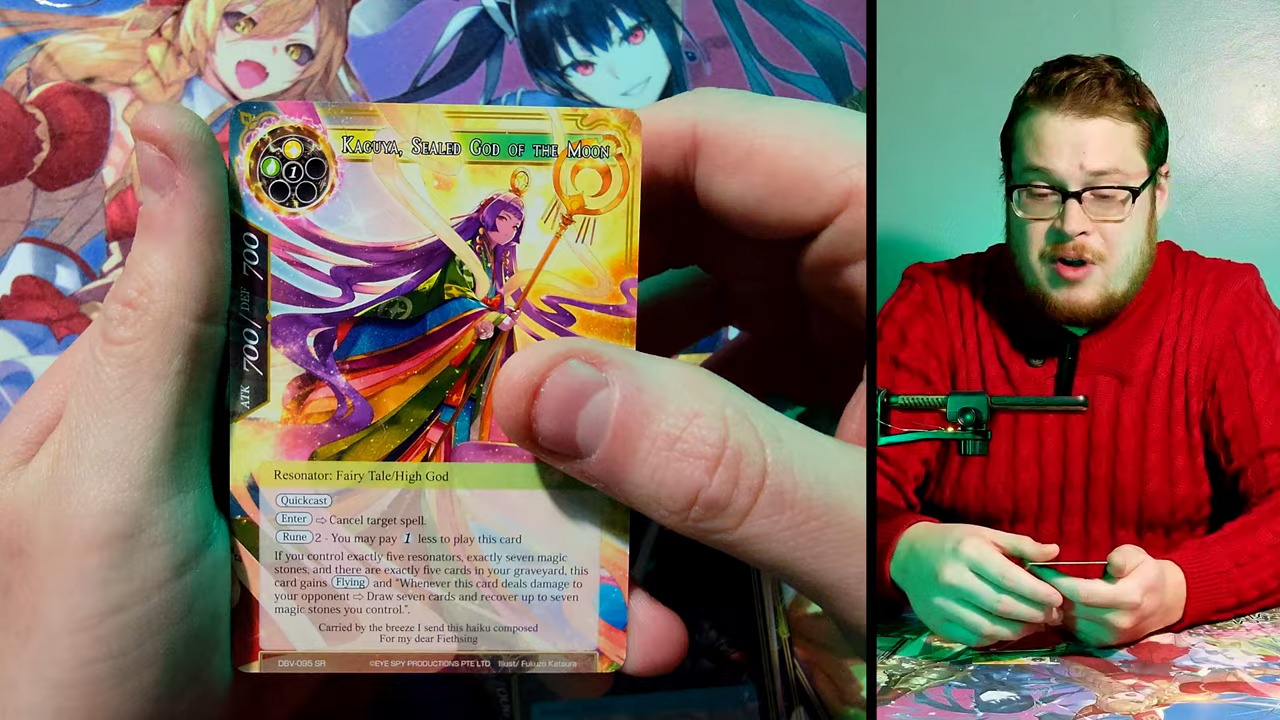 KAGUYA, SEALED GOD OF THE MOON
1
ATK 700/DEF 700
Resonator: Fairy Tale/High God
Quickcast
Enter ⇨ Cancel target spell.
Rune 2 - You may pay 1 less to play this card
If you control exactly five resonators, exactly seven magic
stones, and there are exactly five cards in your graveyard, this
card gains Flying and "Whenever this card deals damage to
your opponent ⇨ Draw seven cards and recover up to seven
magic stones you control.".
Carried by the breeze I send this haiku composed
For my dear Fiethsing
DBV-095 SR ©EYE SPY PRODUCTIONS PTE LTD Illust/ Fukuzo Katsura